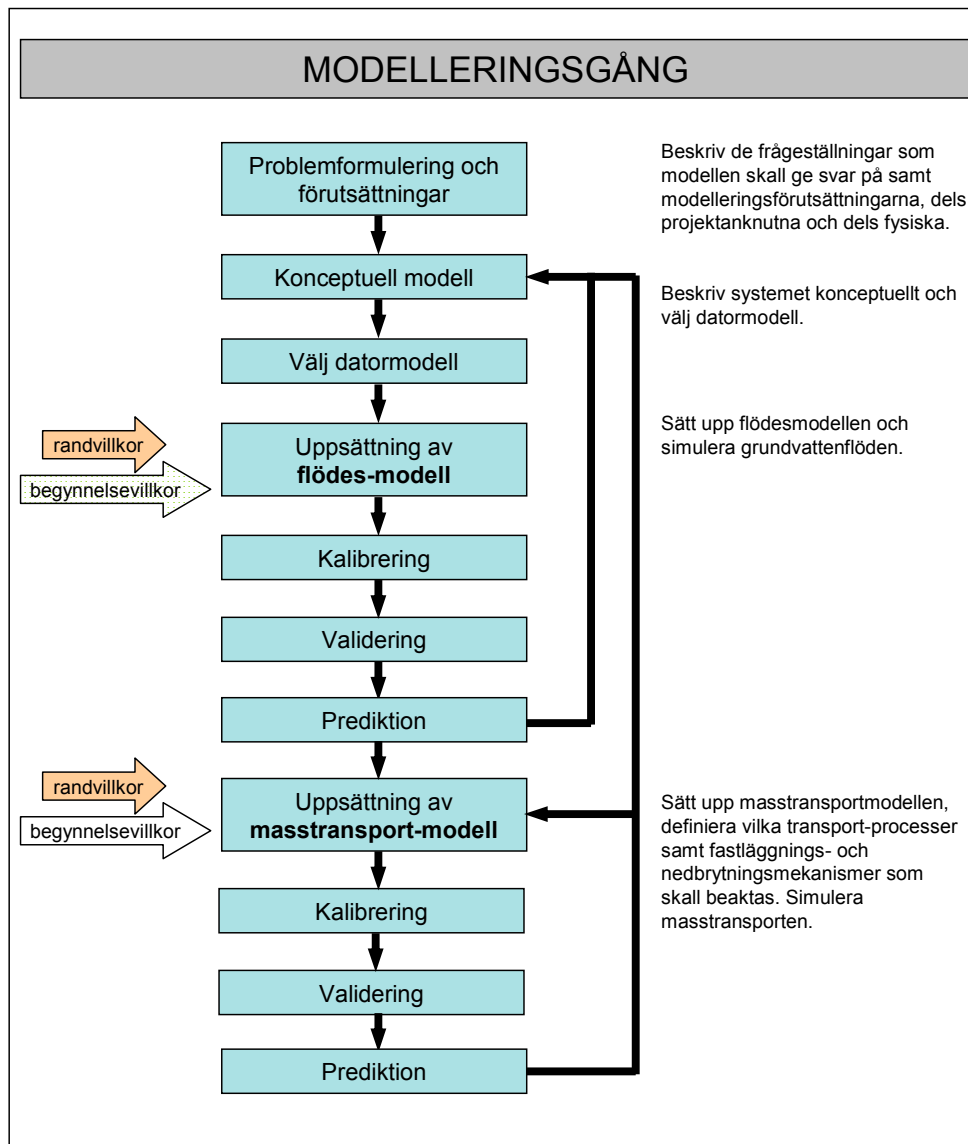 MODELLERINGSGÅNG
Problemformulering och
förutsättningar
Beskriv de frågeställningar som
modellen skall ge svar på samt
modelleringsförutsättningarna, dels
projektanknutna och dels fysiska.
Konceptuell modell
Beskriv systemet konceptuellt och
välj datormodell.
Välj datormodell
randvillkor
begynnelsevillkor
Uppsättning av
flödes-modell
Sätt upp flödesmodellen och
simulera grundvattenflöden.
Kalibrering
Validering
Prediktion
randvillkor
begynnelsevillkor
Uppsättning av
masstransport-modell
Sätt upp masstransportmodellen,
definiera vilka transport-processer
samt fastläggnings- och
nedbrytningsmekanismer som
skall beaktas. Simulera
masstransporten.
Kalibrering
Validering
Prediktion